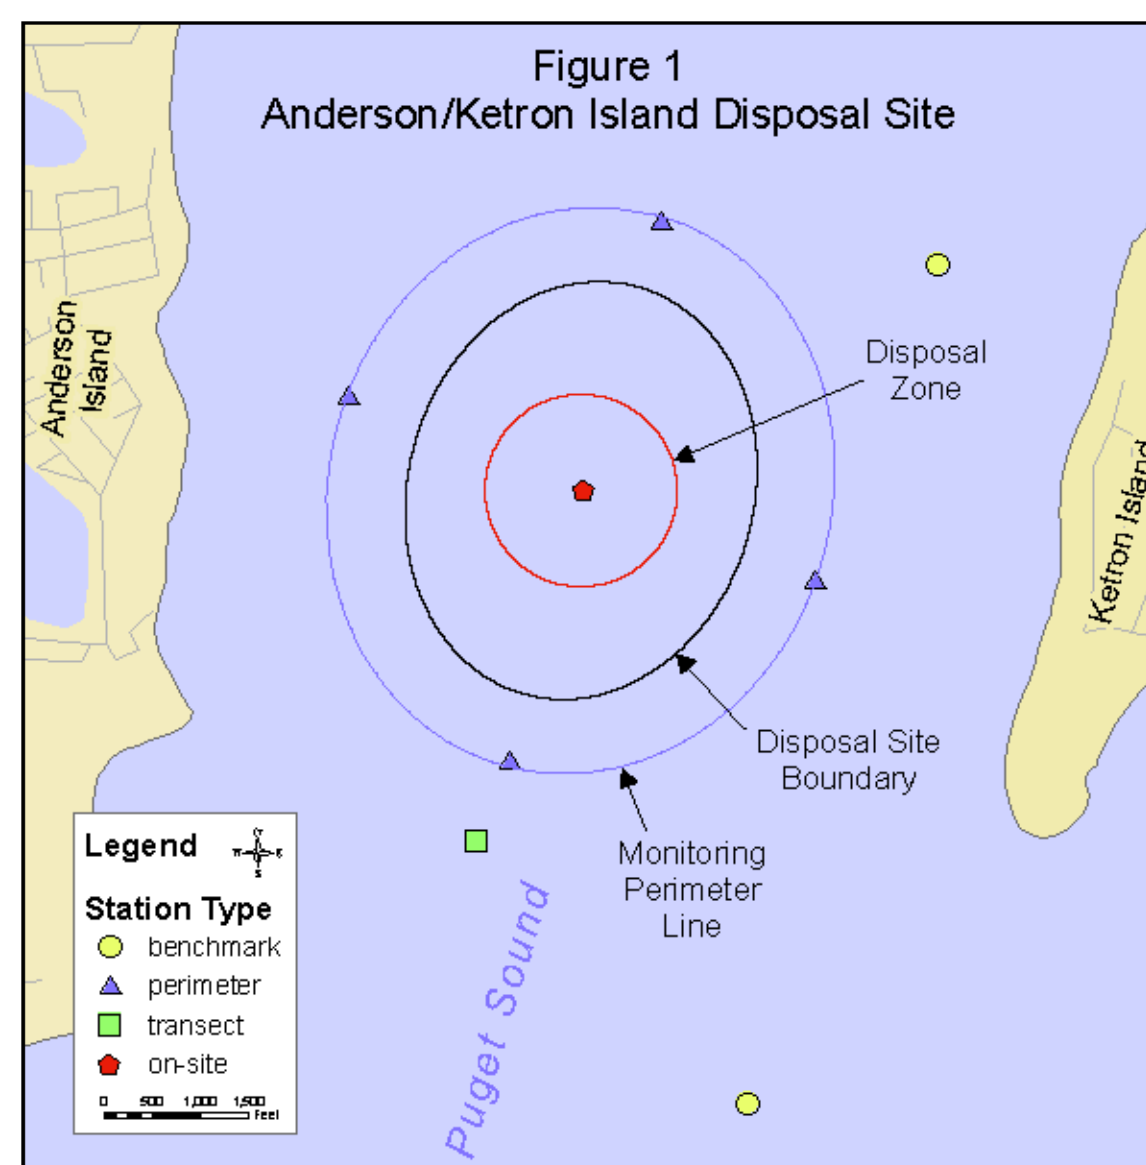 Figure 1
Anderson/Ketron Island Disposal Site
Disposal
Zone
Anderson
Island
Ketron Island
Disposal Site
Boundary
Monitoring
Perimeter
Line
Puget Sound
Legend
Station Type
benchmark
perimeter
transect
on-site
0 500 1,000 1,500
Feet